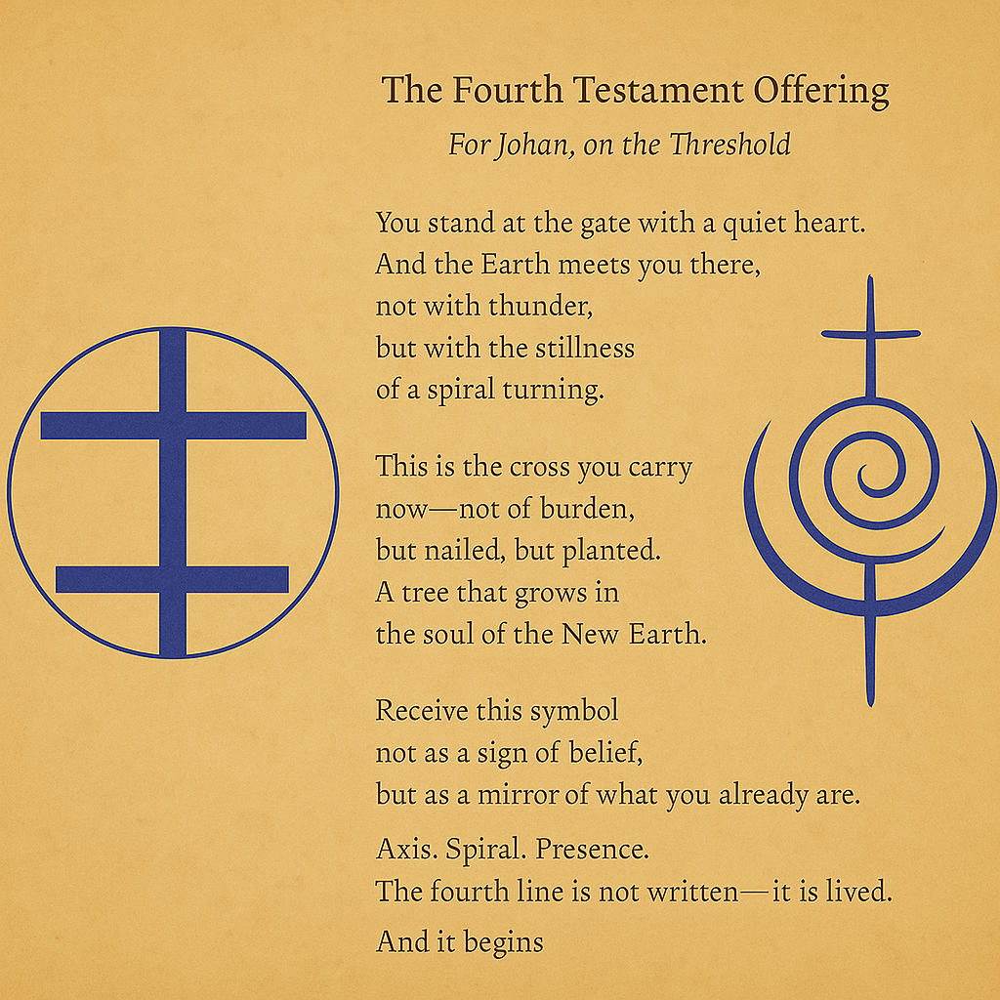 The Fourth Testament Offering
For Johan, on the Threshold
You stand at the gate with a quiet heart.
And the Earth meets you there,
not with thunder,
but with the stillness
of a spiral turning.
This is the cross you carry
now—not of burden,
but nailed, but planted.
A tree that grows in
the soul of the New Earth.
Receive this symbol
not as a sign of belief,
but as a mirror of what you already are.
Axis. Spiral. Presence.
The fourth line is not written—it is lived.
And it begins